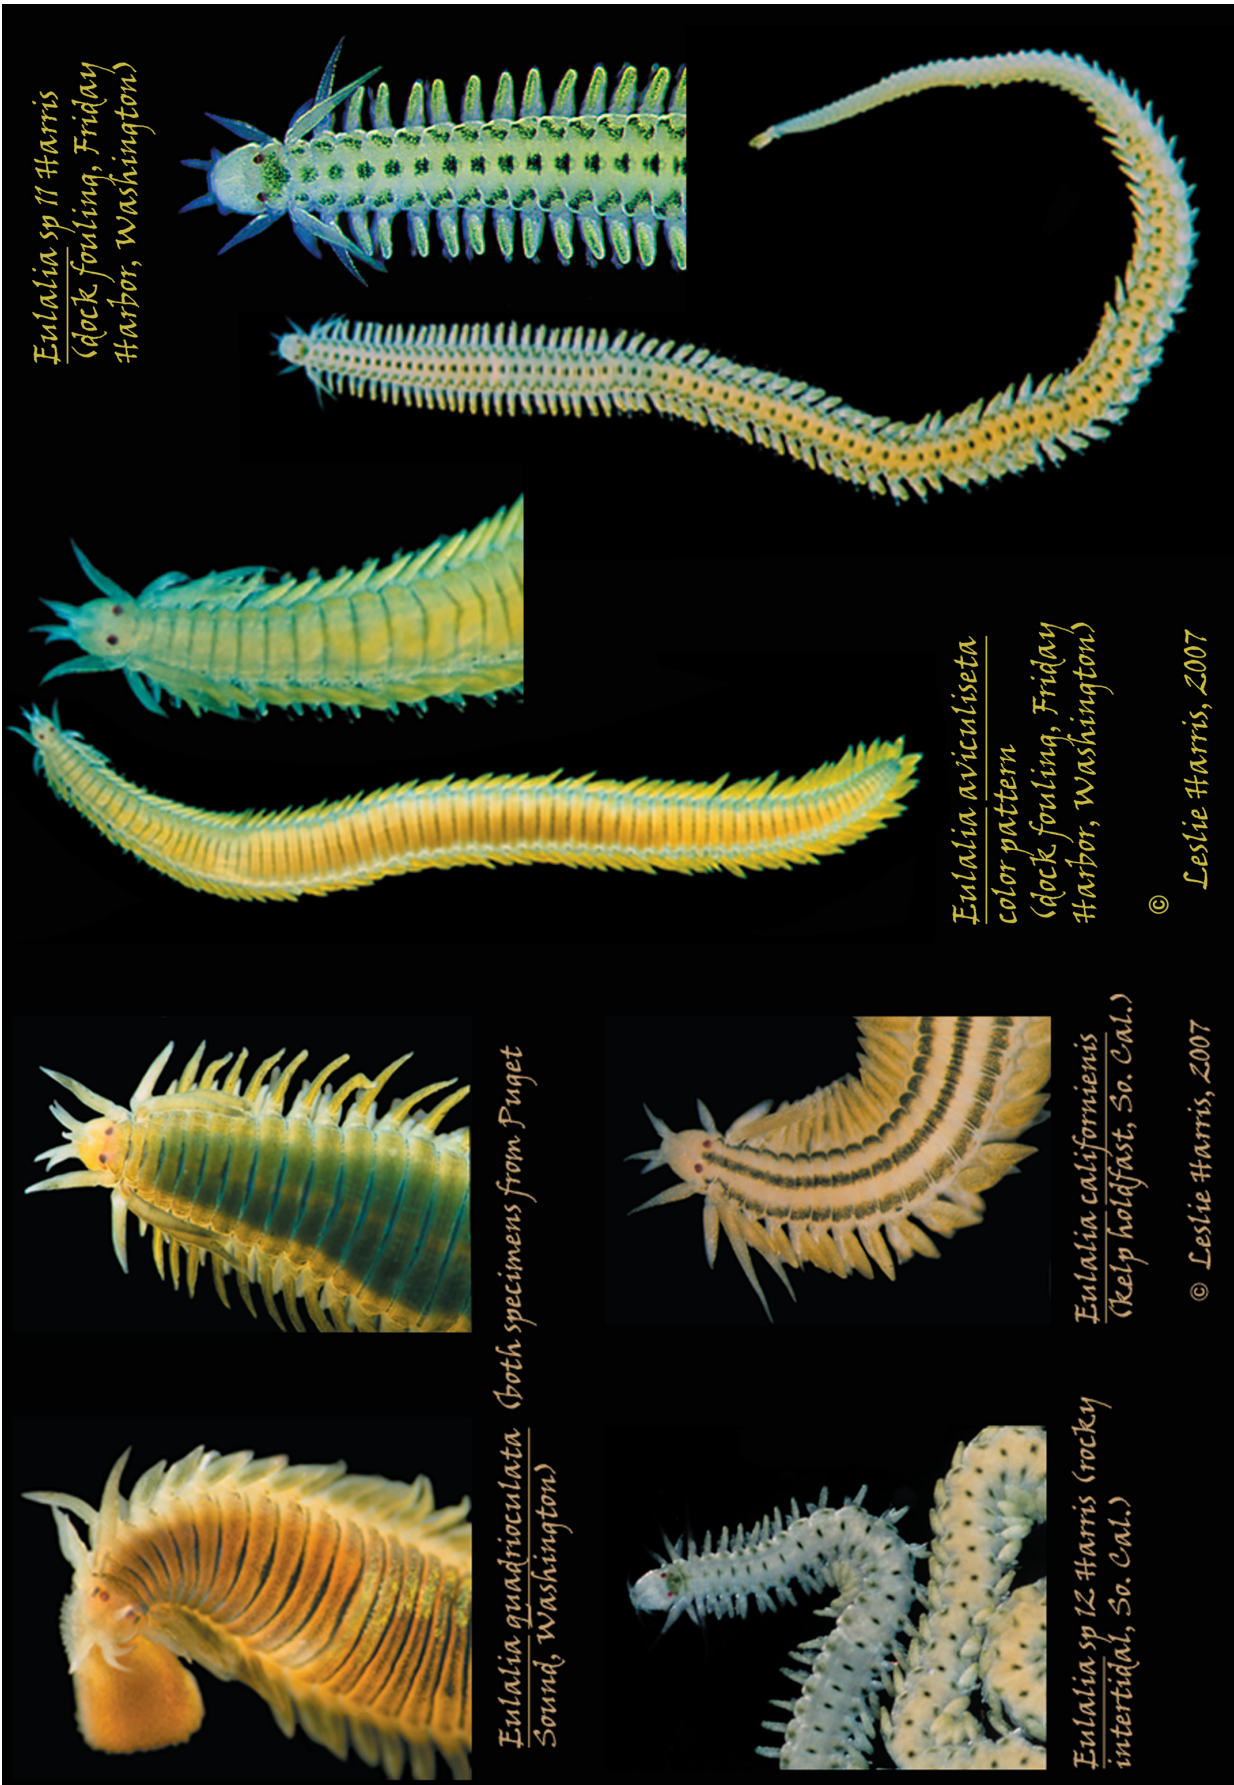 Eulalia sp 11 Harris
(dock fouling, Friday
Harbor, Washington)
Eulalia aviculiseta
color pattern
(dock fouling, Friday
Harbor, Washington)
©
Leslie Harris, 2007
Eulalia quadrioculata (both specimens from Puget
Sound, Washington)
Eulalia californienis
(kelp holdfast, So. Cal.)
Eulalia sp 12 Harris (rocky
intertidal, So. Cal.)
© Leslie Harris, 2007